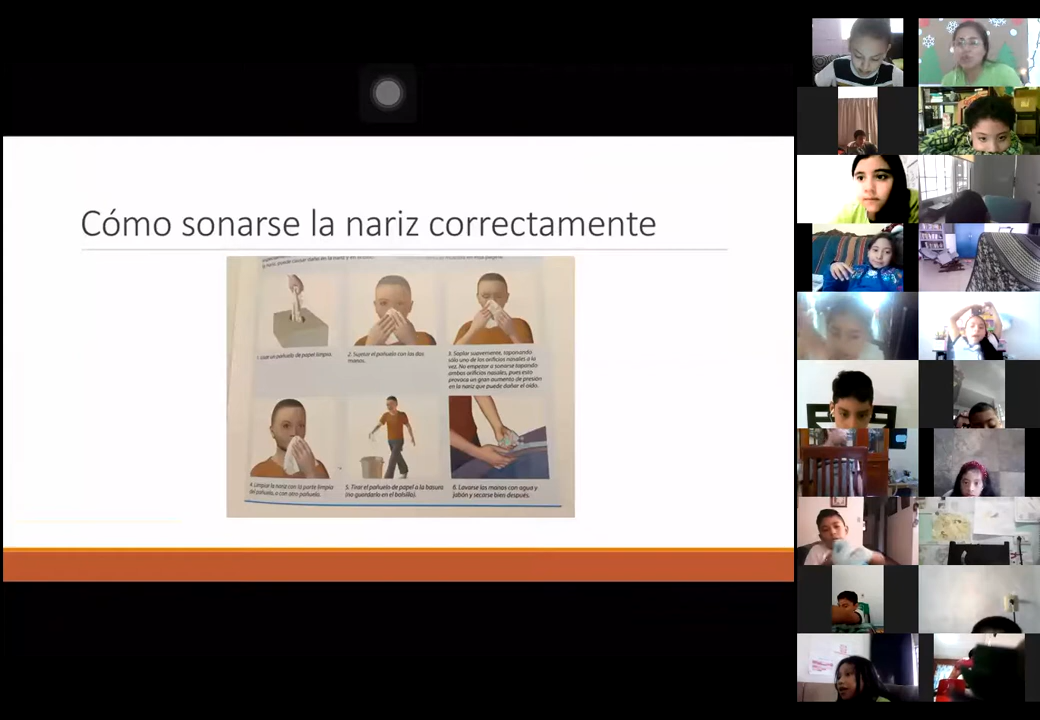 Cómo sonarse la nariz correctamente
1. Usar un pañuelo de papel limpio.
2. Sujetar el pañuelo con las dos
manos.
3. Soplar suavemente, taponando
sólo uno de los orificios nasales a la
vez. No empezar a sonarse tapando
ambos orificios nasales, pues esto
provoca un gran aumento de presión
en la nariz que puede dañar el oído.
4. Limpiar la nariz con la parte limpia
del pañuelo, o con otro pañuelo.
5. Tirar el pañuelo de papel a la basura
(no guardarlo en el bolsillo).
6. Lavarse las manos con agua y
jabón y secarse bien después.